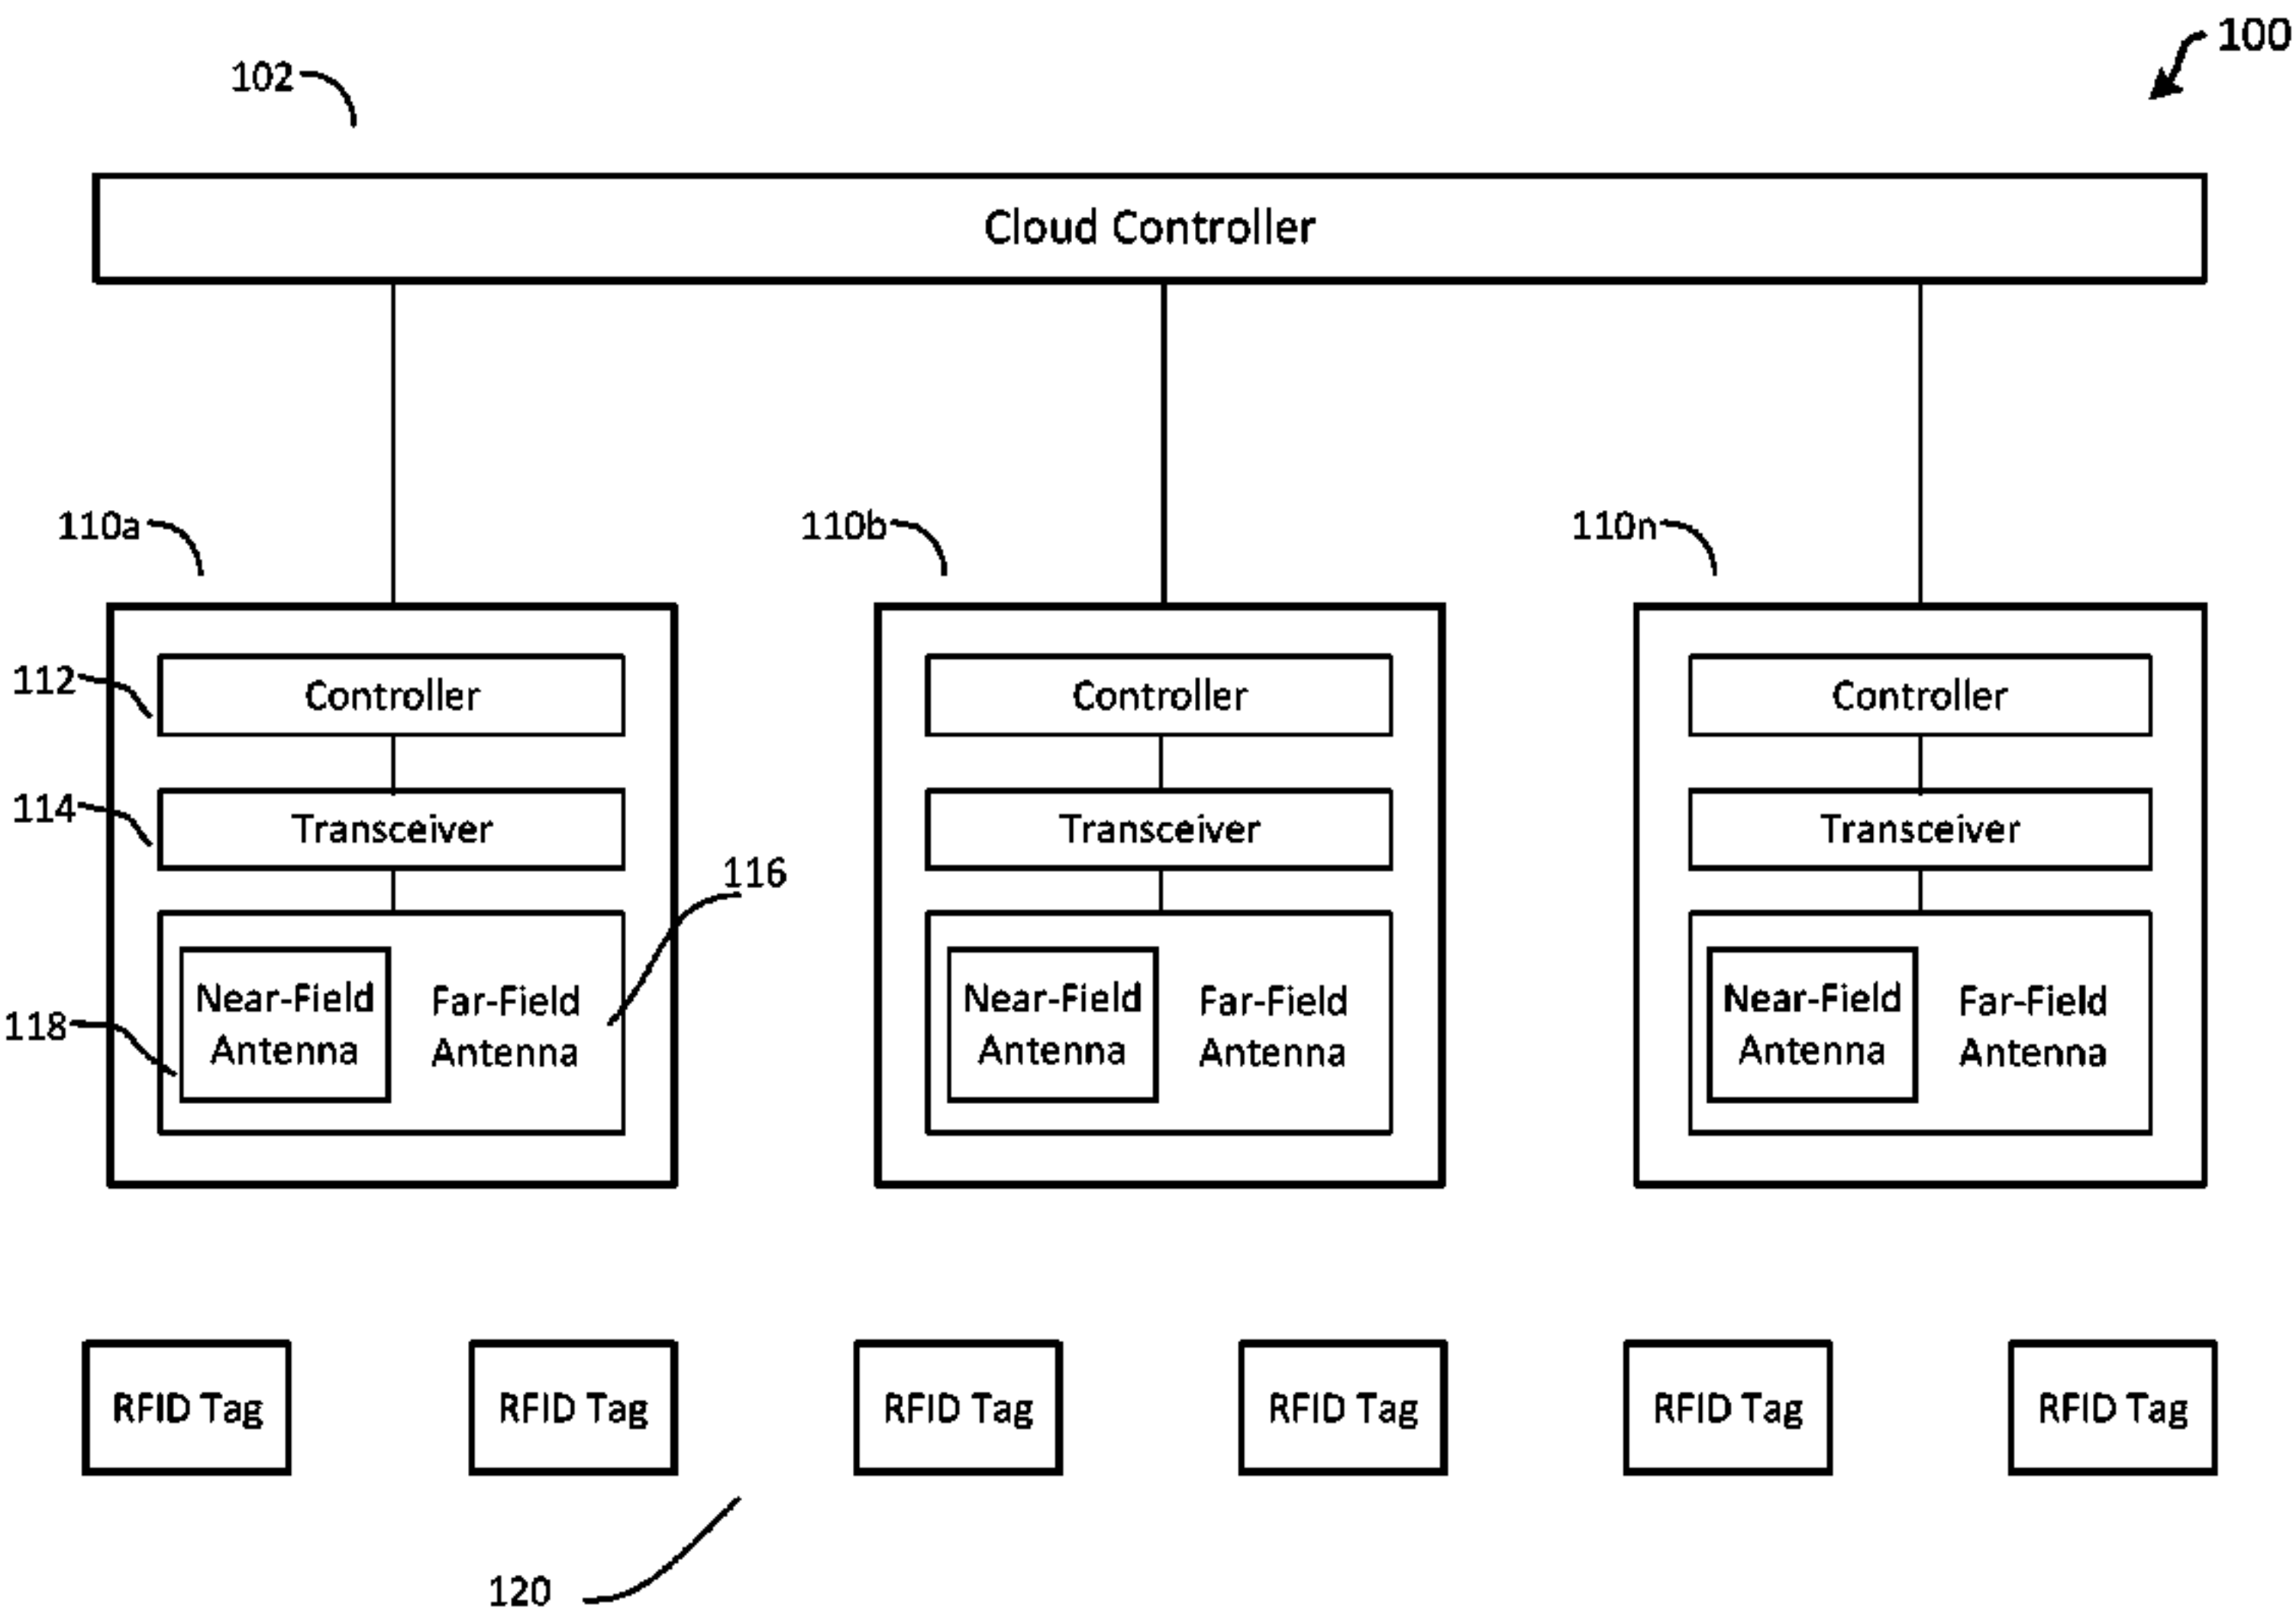 100
102
Cloud Controller
110a
110b
110n
112
Controller
Controller
Controller
114
Transceiver
Transceiver
Transceiver
116
118
Near-Field
Antenna
Far-Field
Antenna
Near-Field
Antenna
Far-Field
Antenna
Near-Field
Antenna
Far-Field
Antenna
RFID Tag
RFID Tag
RFID Tag
RFID Tag
RFID Tag
RFID Tag
120